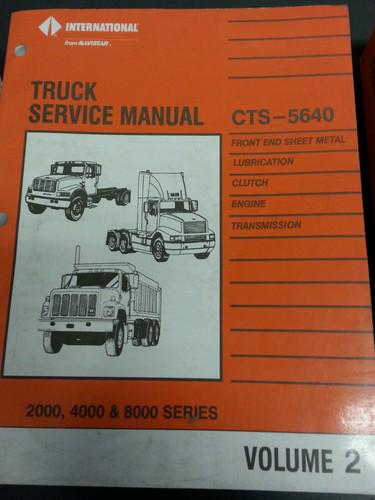 INTERNATIONAL
from NAVISTAR.
TRUCK
SERVICE MANUAL
CTS-5640
FRONT END SHEET METAL
LUBRICATION
CLUTCH
ENGINE
TRANSMISSION
2000, 4000 & 8000 SERIES
VOLUME 2